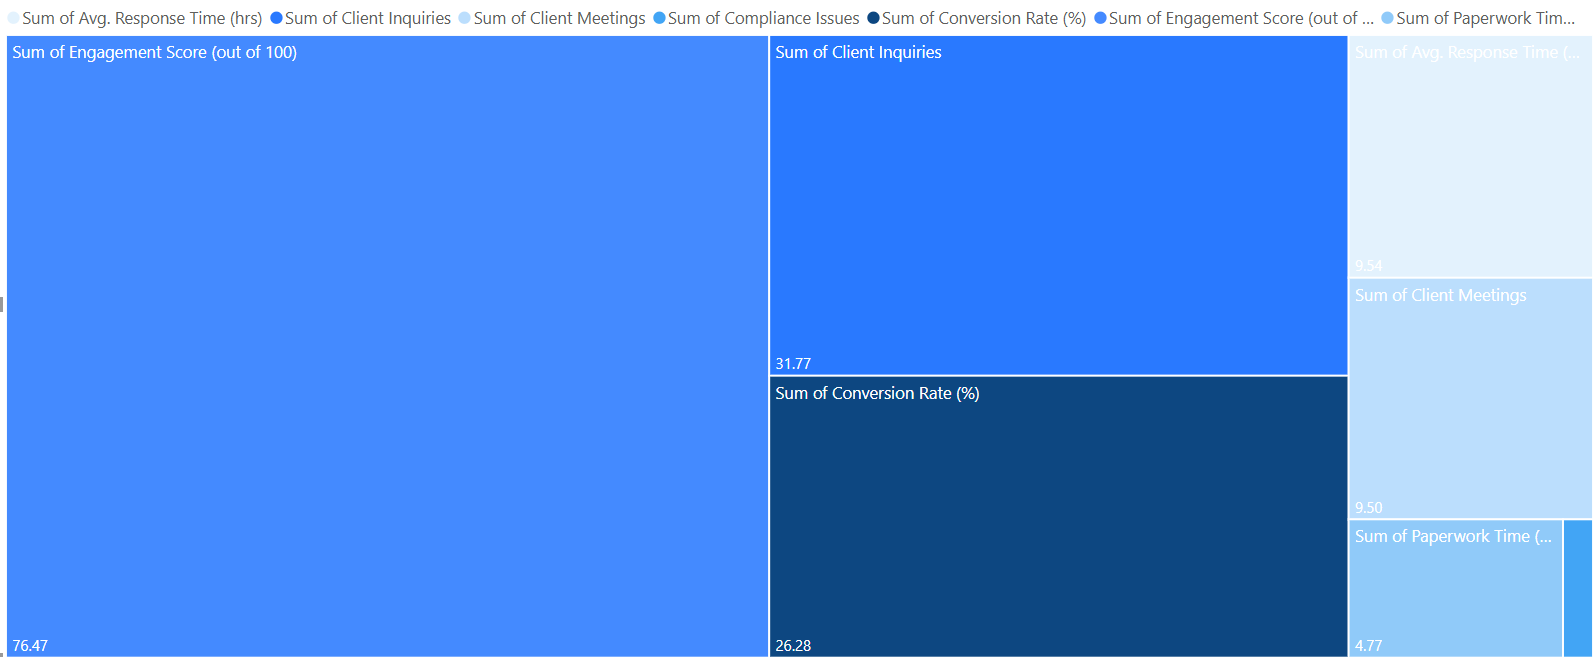 Sum of Avg. Response Time (hrs) Sum of Client Inquiries Sum of Client Meetings Sum of Compliance Issues Sum of Conversion Rate (%) Sum of Engagement Score (out of ... Sum of Paperwork Tim...
Sum of Engagement Score (out of 100)
76.47
Sum of Client Inquiries
31.77
Sum of Conversion Rate (%)
26.28
Sum of Avg. Response Time (...
9.54
Sum of Client Meetings
9.50
Sum of Paperwork Time (...
4.77